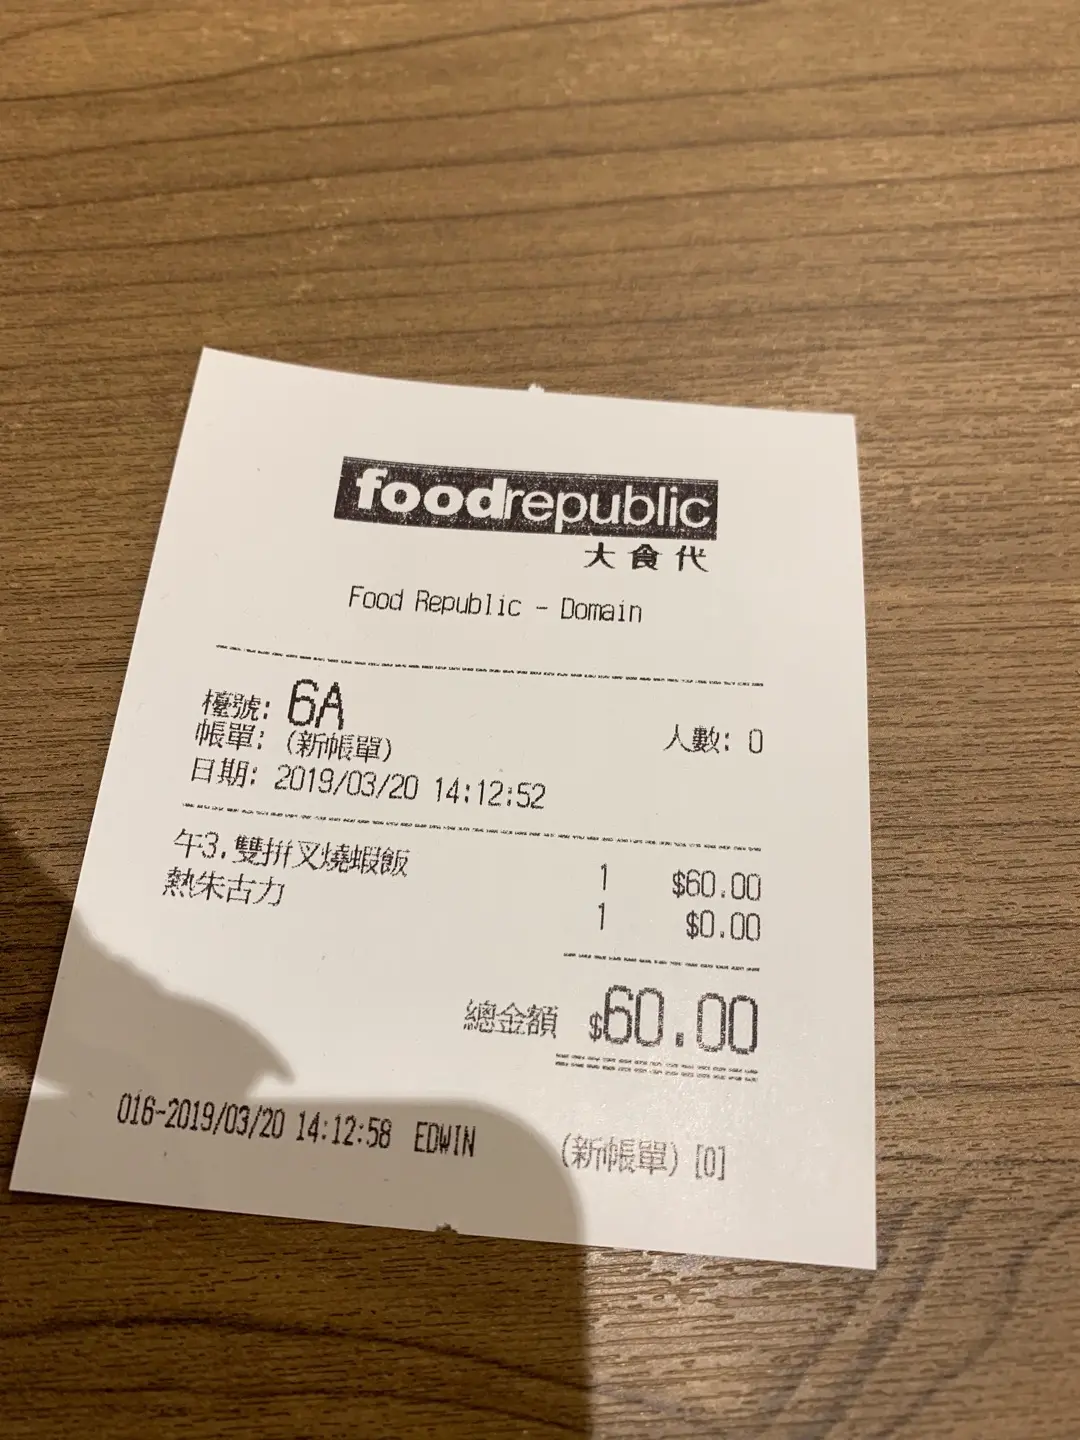 foodrepublic
大食代
Food Republic - Domain
檯號: 6A 人數: 0
帳單: (新帳單)
日期: 2019/03/20 14:12:52
午3.雙拼叉燒蝦飯 1 $60.00
熱朱古力 1 $0.00
總金額 $60.00
016-2019/03/20 14:12:58 EDWIN (新帳單) [0]